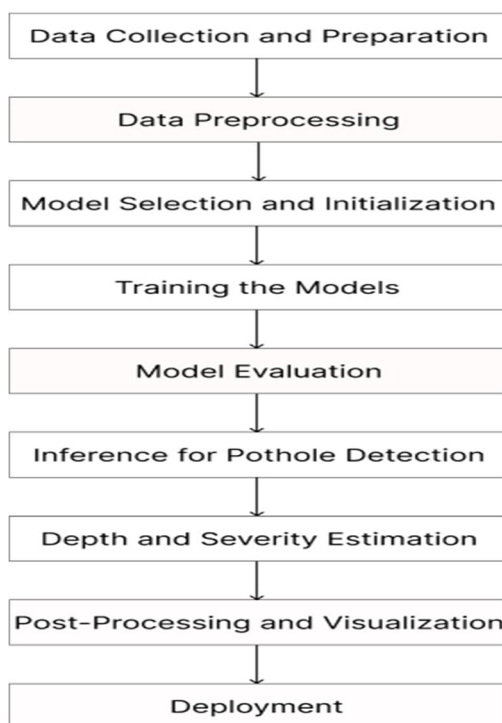 Data Collection and Preparation
Data Preprocessing
Model Selection and Initialization
Training the Models
Model Evaluation
Inference for Pothole Detection
Depth and Severity Estimation
Post-Processing and Visualization
Deployment